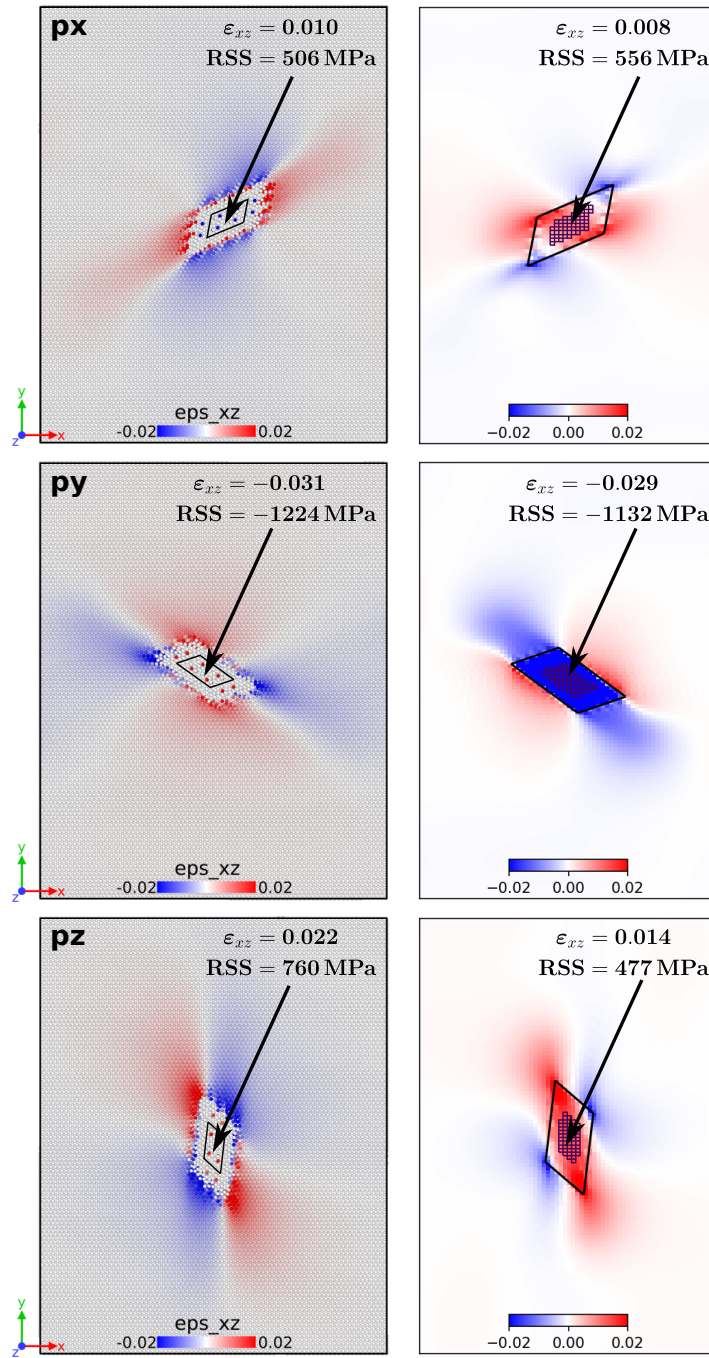 px
ε_xz = 0.010
RSS = 506 MPa
y
z x
eps_xz
-0.02 0.02
ε_xz = 0.008
RSS = 556 MPa
−0.02 0.00 0.02
py
ε_xz = −0.031
RSS = −1224 MPa
y
z x
eps_xz
-0.02 0.02
ε_xz = −0.029
RSS = −1132 MPa
−0.02 0.00 0.02
pz
ε_xz = 0.022
RSS = 760 MPa
y
z x
eps_xz
-0.02 0.02
ε_xz = 0.014
RSS = 477 MPa
−0.02 0.00 0.02